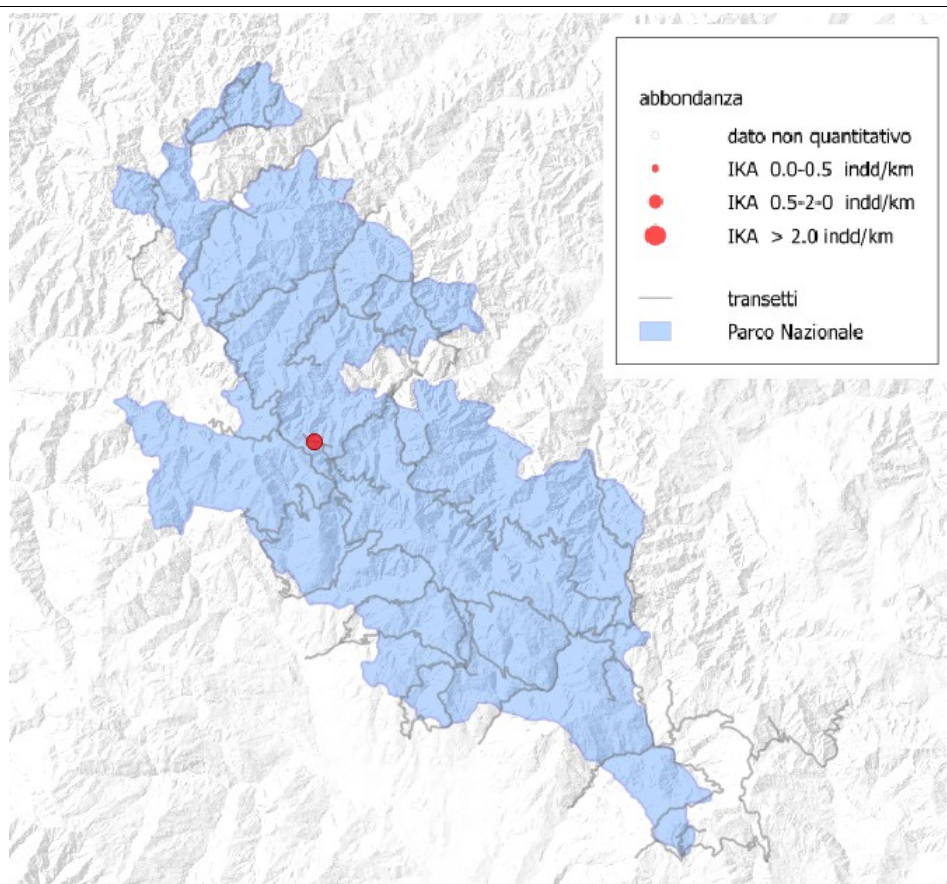 abbondanza
dato non quantitativo
IKA 0.0-0.5 indd/km
IKA 0.5-2-0 indd/km
IKA > 2.0 indd/km
transetti
Parco Nazionale